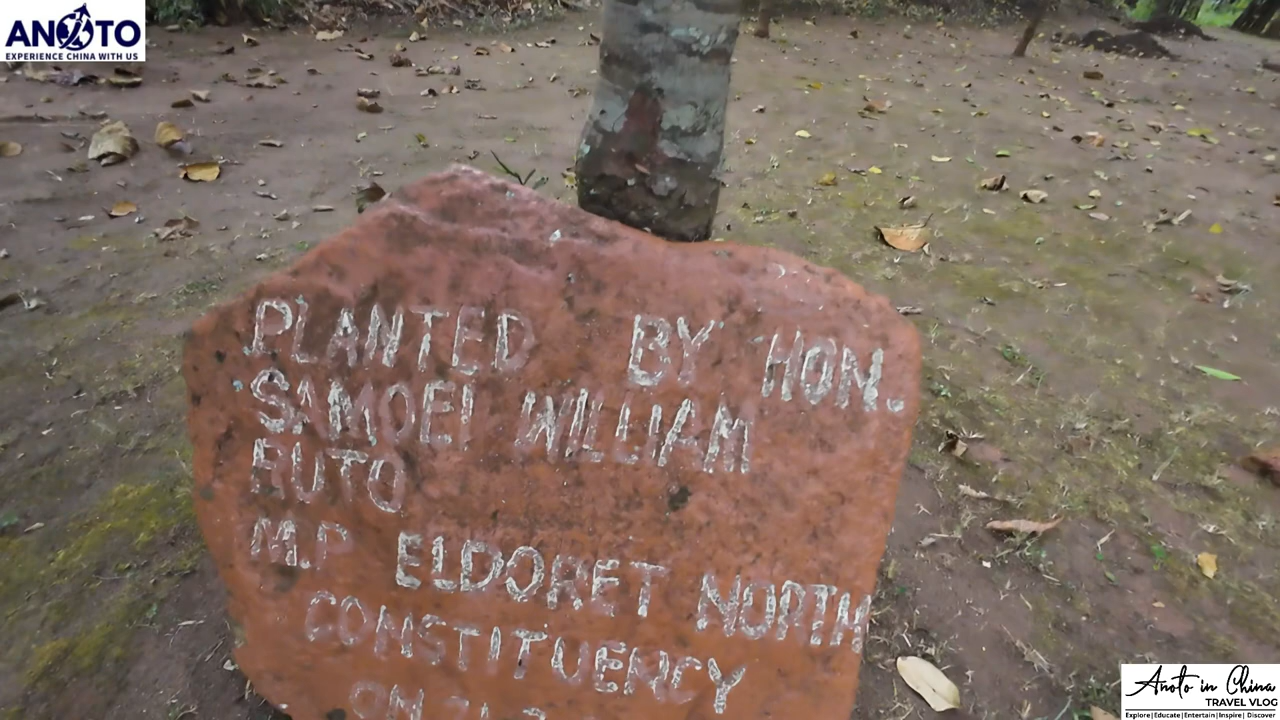 ANOTO
EXPERIENCE CHINA WITH US
PLANTED BY HON.
SAMOEI WILLIAM
RUTO
M.P ELDORET NORTH
CONSTITUENCY
ON
Anoto in China
TRAVEL VLOG
Explore|Educate|Entertain|Inspire| Discover